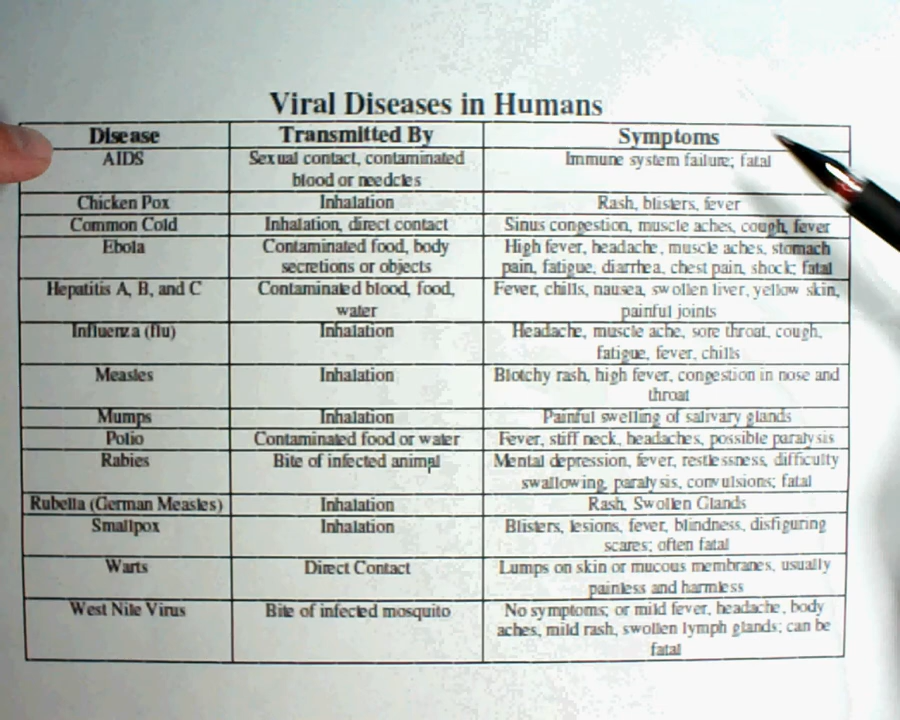 Viral Diseases in Humans
Disease Transmitted By Symptoms
AIDS Sexual contact, contaminated Immune system failure; fatal
blood or needles
Chicken Pox Inhalation Rash, blisters, fever
Common Cold Inhalation, direct contact Sinus congestion, muscle aches, cough, fever
Ebola Contaminated food, body High fever, headache, muscle aches, stomach
secretions or objects pain, fatigue, diarrhea, chest pain, shock; fatal
Hepatitis A, B, and C Contaminated blood, food, Fever, chills, nausea, swollen liver, yellow skin,
water painful joints
Influenza (flu) Inhalation Headache, muscle ache, sore throat, cough,
fatigue, fever, chills
Measles Inhalation Blotchy rash, high fever, congestion in nose and
throat
Mumps Inhalation Painful swelling of salivary glands
Polio Contaminated food or water Fever, stiff neck, headaches, possible paralysis
Rabies Bite of infected animal Mental depression, fever, restlessness, difficulty
swallowing, paralysis, convulsions; fatal
Rubella (German Measles) Inhalation Rash, Swollen Glands
Smallpox Inhalation Blisters, lesions, fever, blindness, disfiguring
scares; often fatal
Warts Direct Contact Lumps on skin or mucous membranes, usually
painless and harmless
West Nile Virus Bite of infected mosquito No symptoms; or mild fever, headache, body
aches, mild rash, swollen lymph glands; can be
fatal